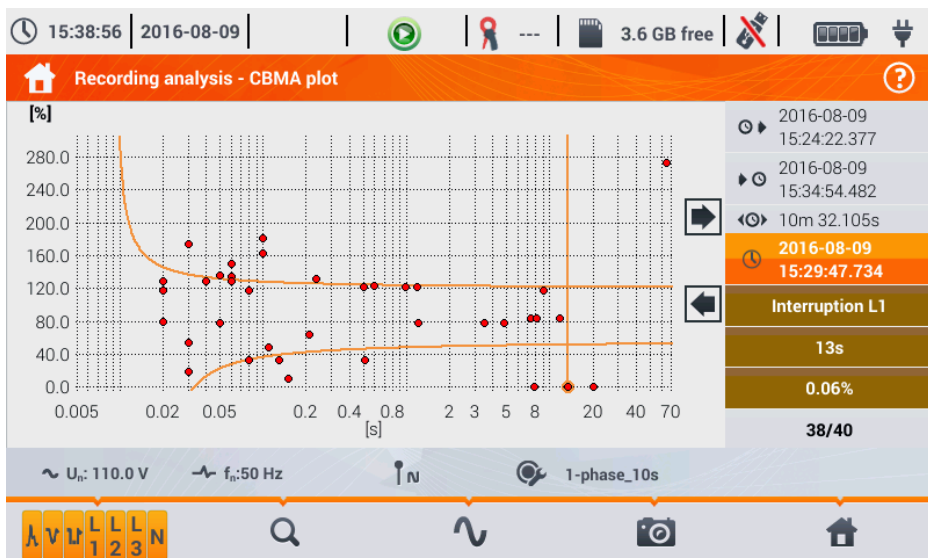 15:38:56 2016-08-09 --- 3.6 GB free
Recording analysis - CBMA plot ?
[%]
280.0
240.0
200.0
160.0
120.0
80.0
40.0
0.0
0.005 0.02 0.05 0.2 0.4 0.8 2 3 5 8 20 40 70
[s]
2016-08-09
15:24:22.377
2016-08-09
15:34:54.482
10m 32.105s
2016-08-09
15:29:47.734
Interruption L1
13s
0.06%
38/40
Un: 110.0 V fn:50 Hz N 1-phase_10s
L1 L2 L3 N